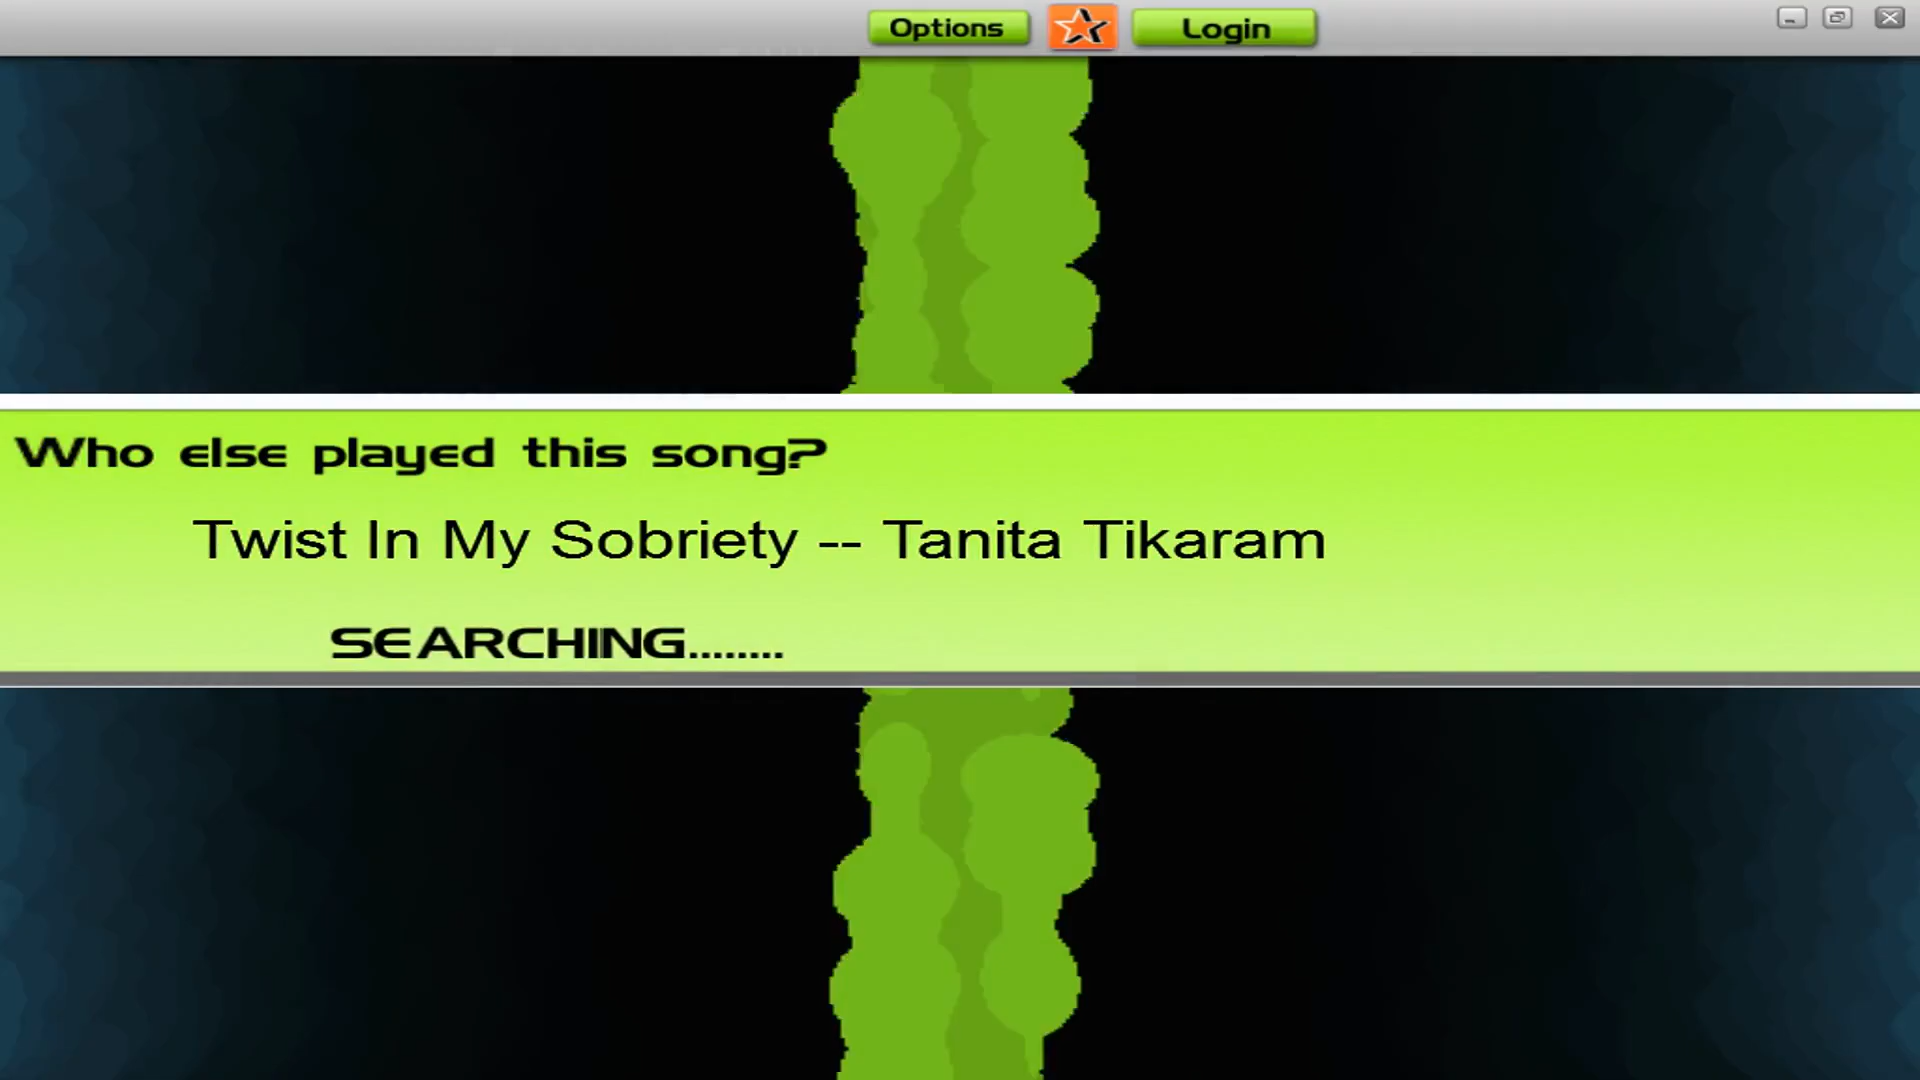 Options Login
Who else played this song?
Twist In My Sobriety -- Tanita Tikaram
SEARCHING........